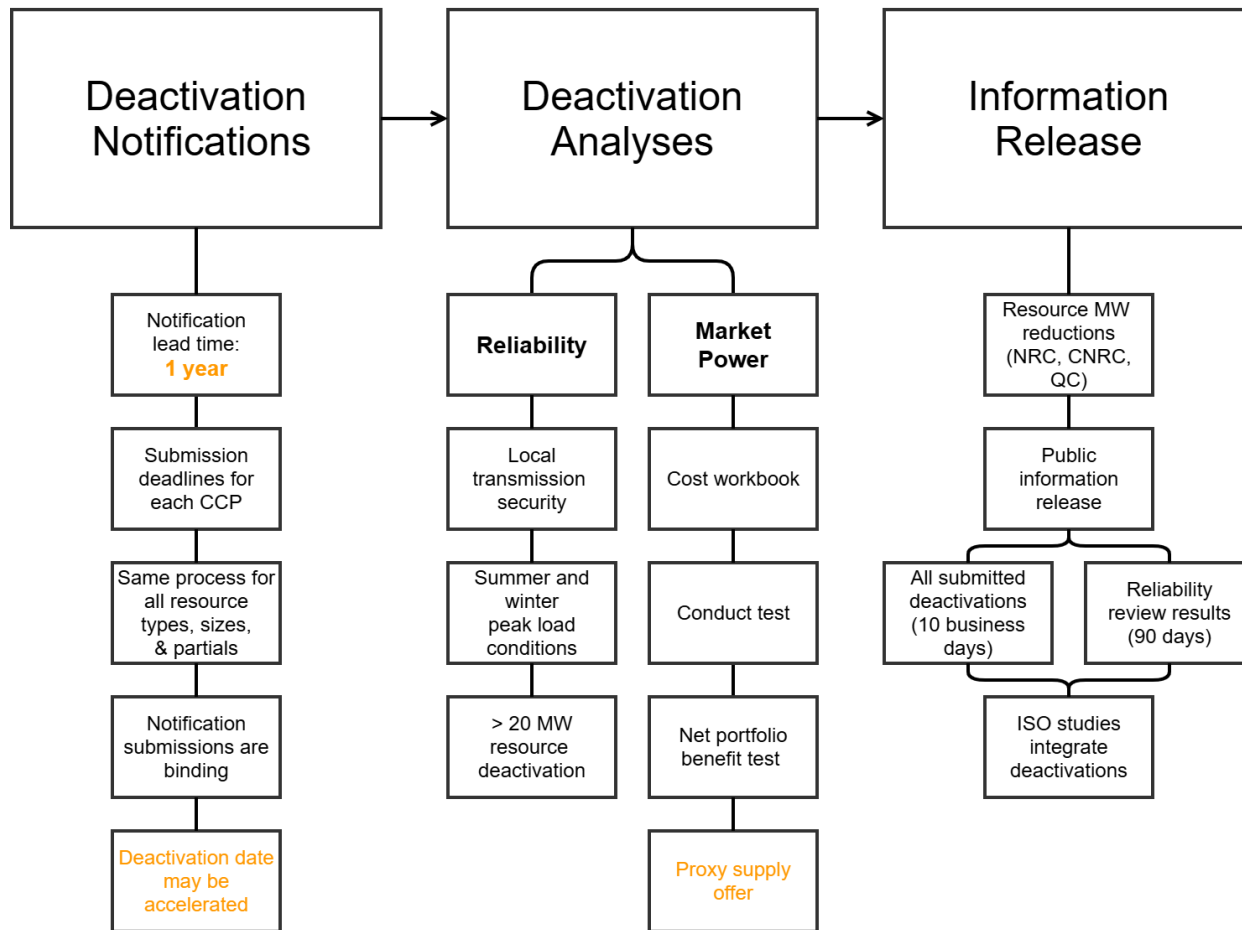 Deactivation
Notifications
Deactivation
Analyses
Information
Release
Notification
lead time:
1 year
Submission
deadlines for
each CCP
Same process for
all resource
types, sizes,
& partials
Notification
submissions are
binding
Deactivation date
may be
accelerated
Reliability
Local
transmission
security
Summer and
winter
peak load
conditions
> 20 MW
resource
deactivation
Market
Power
Cost workbook
Conduct test
Net portfolio
benefit test
Proxy supply
offer
Resource MW
reductions
(NRC, CNRC,
QC)
Public
information
release
All submitted
deactivations
(10 business
days)
Reliability
review results
(90 days)
ISO studies
integrate
deactivations